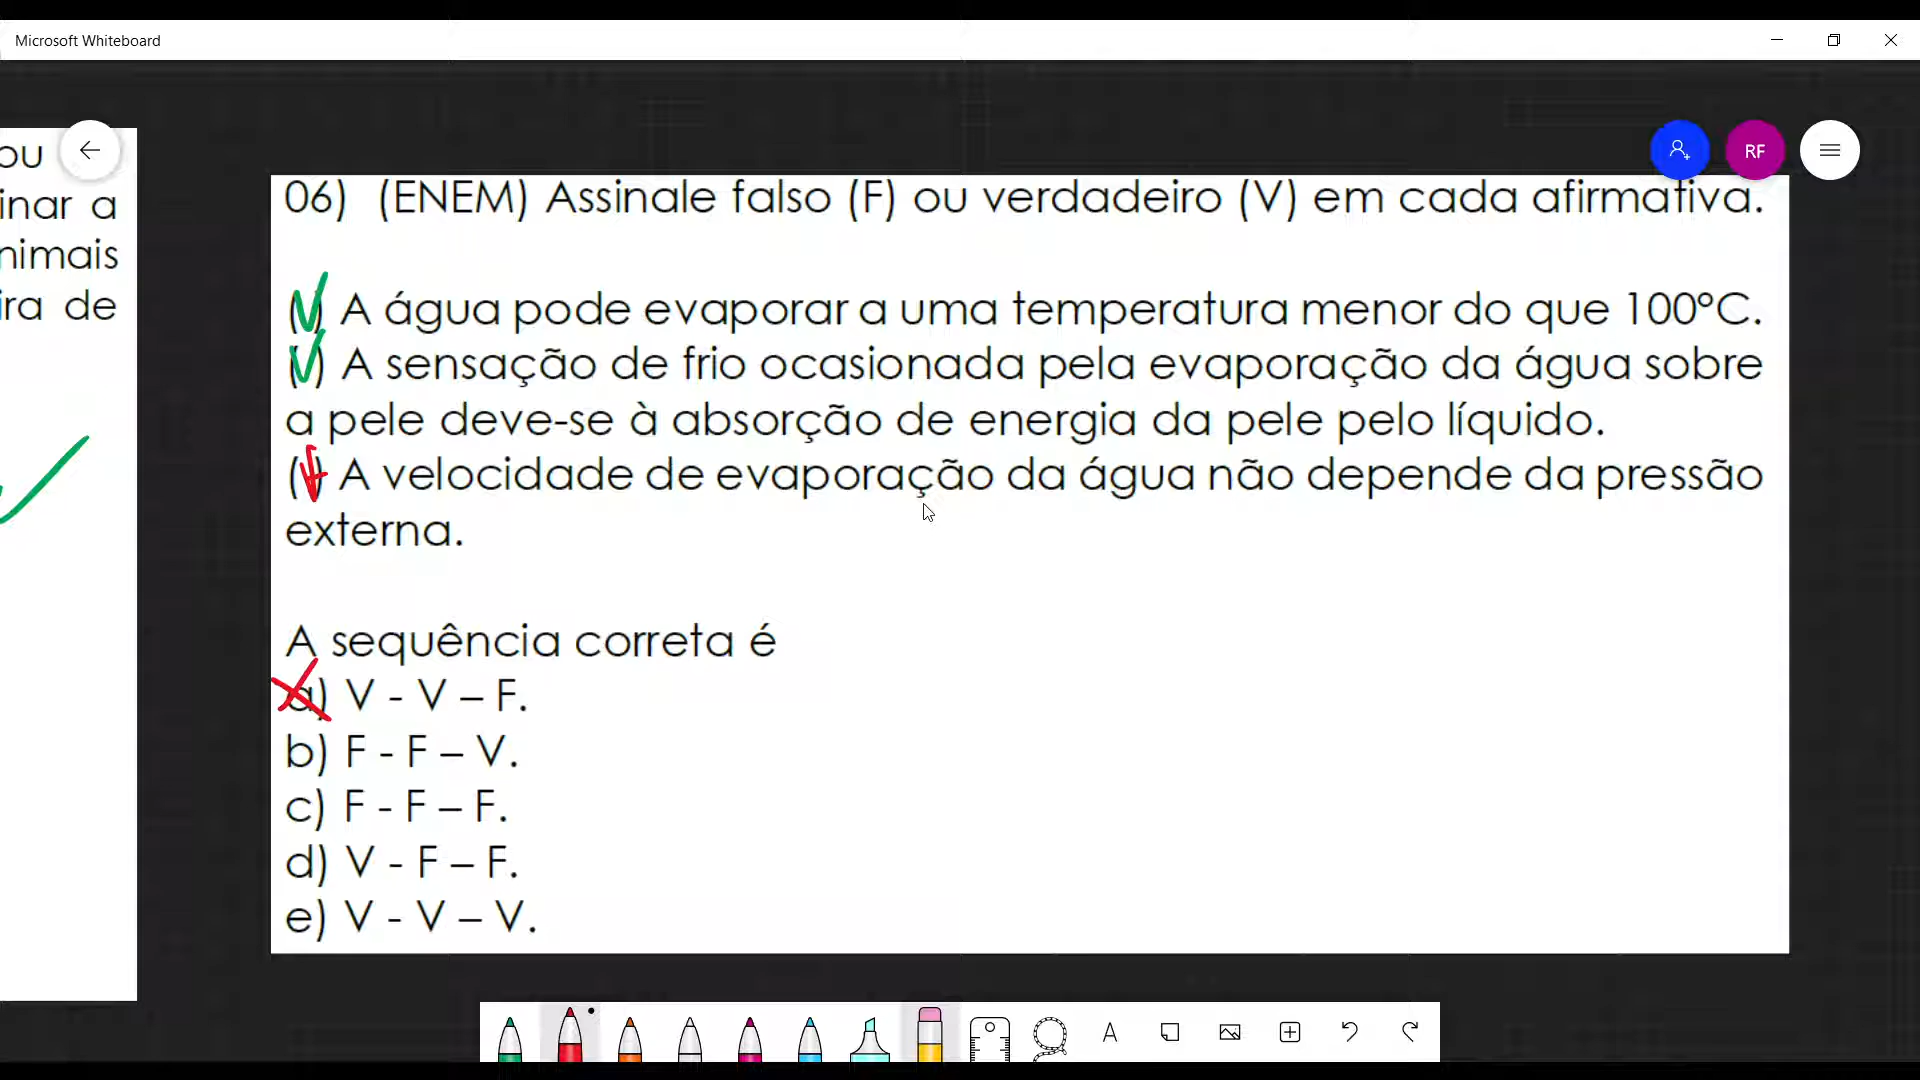 Microsoft Whiteboard
ou
inar a
nimais
ira de
RF
06) (ENEM) Assinale falso (F) ou verdadeiro (V) em cada afirmativa.
(V) A água pode evaporar a uma temperatura menor do que 100°C.
(V) A sensação de frio ocasionada pela evaporação da água sobre
a pele deve-se à absorção de energia da pele pelo líquido.
(F) A velocidade de evaporação da água não depende da pressão
externa.
A sequência correta é
a) V - V – F.
b) F - F – V.
c) F - F – F.
d) V - F – F.
e) V - V – V.
A